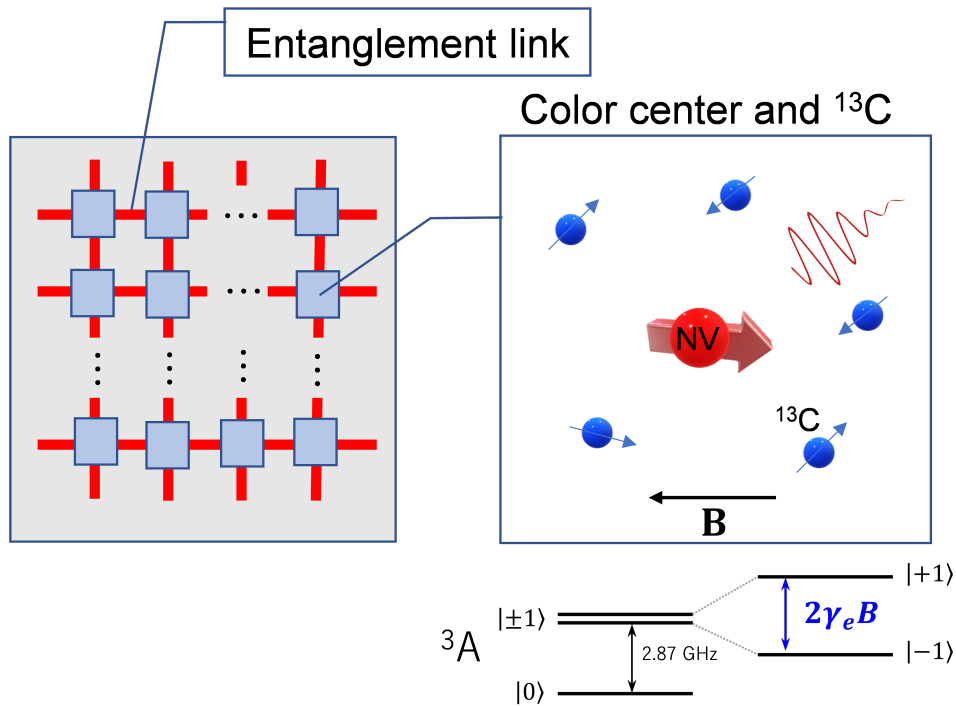 Entanglement link
Color center and ¹³C
NV
¹³C
B
|±1⟩
³A
2.87 GHz
|0⟩
|+1⟩
2γₑB
|−1⟩